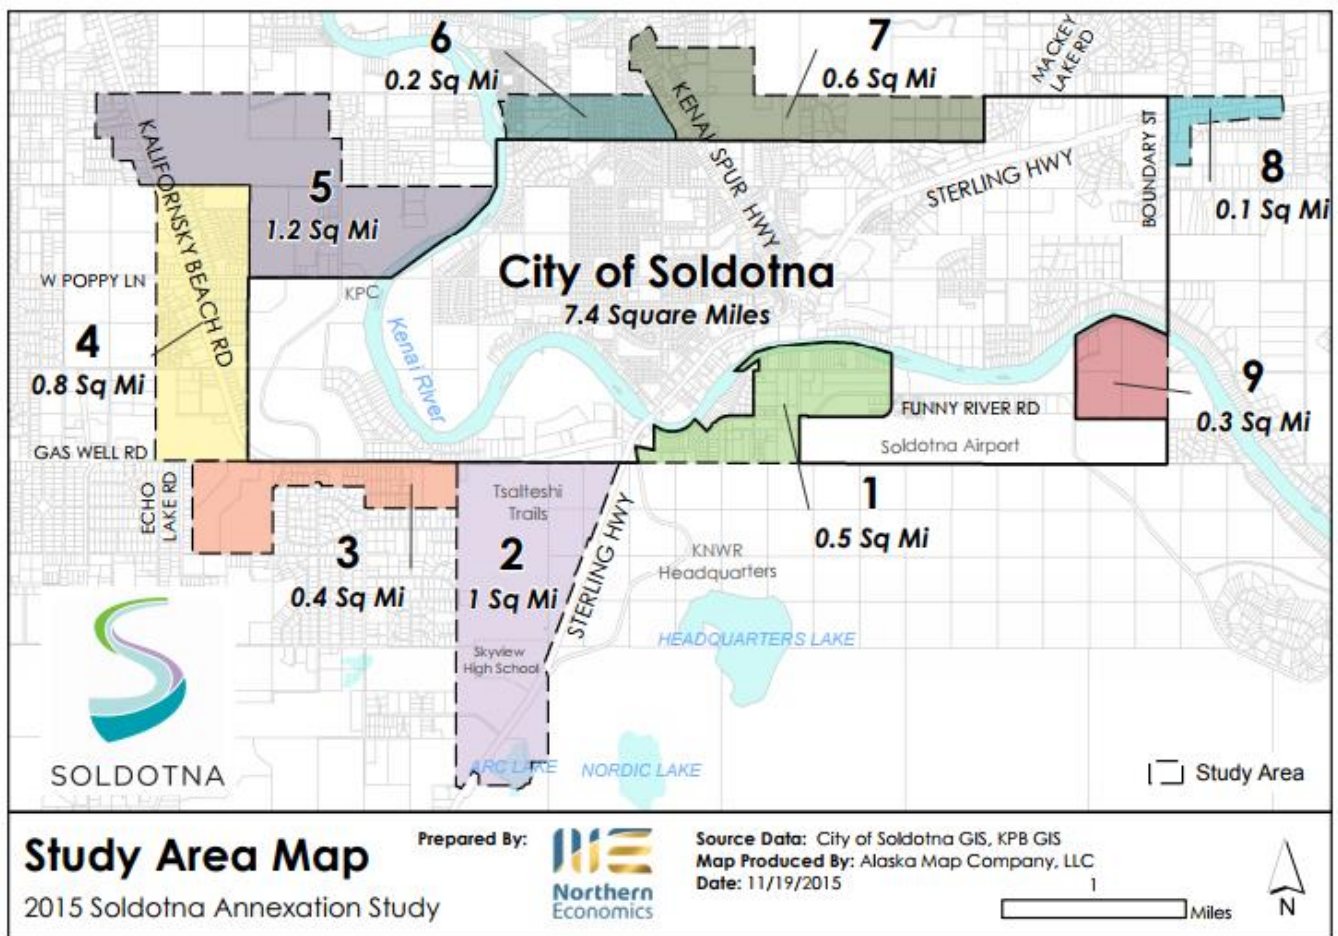 6
0.2 Sq Mi
7
0.6 Sq Mi
MACKEY
LAKE RD
KENAI SPUR HWY
KALIFORNSKY BEACH RD
5
1.2 Sq Mi
STERLING HWY
BOUNDARY ST
8
0.1 Sq Mi
W POPPY LN
KPC
City of Soldotna
7.4 Square Miles
Kenai River
4
0.8 Sq Mi
GAS WELL RD
9
0.3 Sq Mi
FUNNY RIVER RD
Soldotna Airport
ECHO
LAKE RD
Tsalteshi
Trails
1
0.5 Sq Mi
3
0.4 Sq Mi
2
1 Sq Mi
STERLING HWY
KNWR
Headquarters
HEADQUARTERS LAKE
Skyview
High School
ARC LAKE
NORDIC LAKE
SOLDOTNA
Study Area
Study Area Map
2015 Soldotna Annexation Study
Prepared By:
Northern
Economics
Source Data: City of Soldotna GIS, KPB GIS
Map Produced By: Alaska Map Company, LLC
Date: 11/19/2015
1
Miles
N